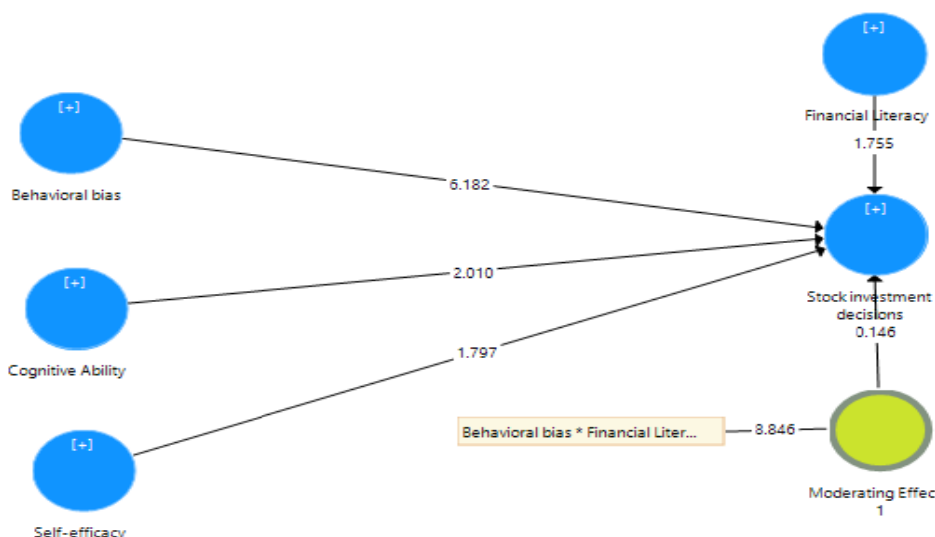 [+]
Financial Literacy
1.755
[+]
Behavioral bias
6.182
[+]
Stock investment
decisions
0.146
[+]
Cognitive Ability
2.010
1.797
[+]
Self-efficacy
Behavioral bias * Financial Liter...
8.846
Moderating Effec
1